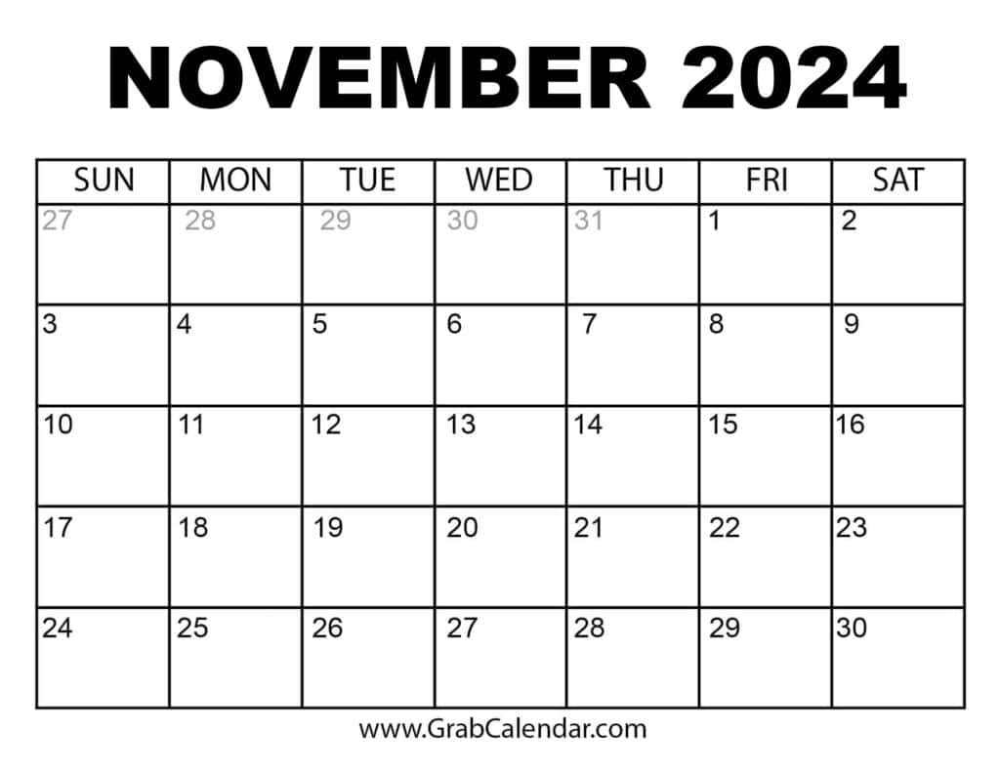 NOVEMBER 2024
SUN MON TUE WED THU FRI SAT
27 28 29 30 31 1 2
3 4 5 6 7 8 9
10 11 12 13 14 15 16
17 18 19 20 21 22 23
24 25 26 27 28 29 30
www.GrabCalendar.com